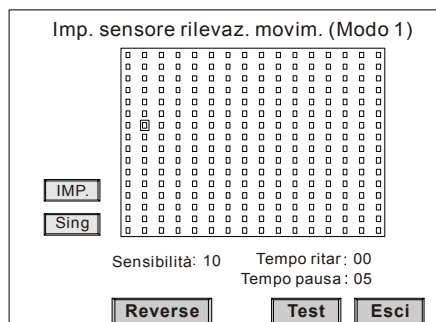 Imp. sensore rilevaz. movim. (Modo 1)
IMP.
Sing
Sensibilità: 10 Tempo ritar: 00
Tempo pausa: 05
Reverse Test Esci